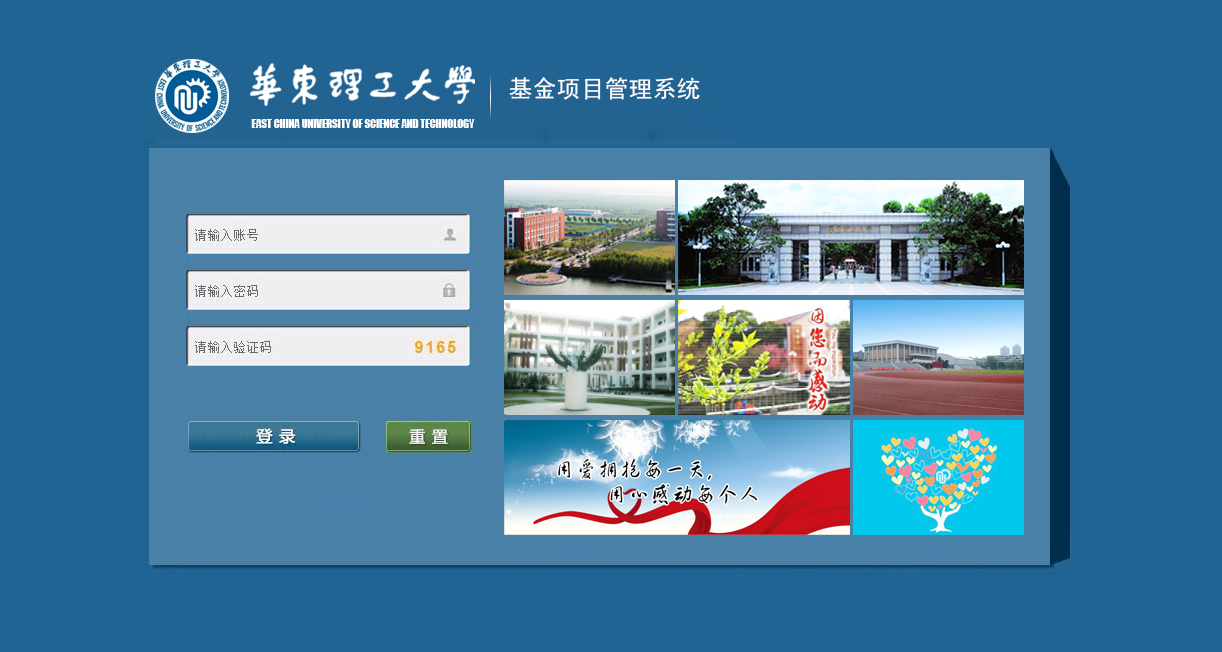 華東理工大學
EAST CHINA UNIVERSITY OF SCIENCE AND TECHNOLOGY
基金项目管理系统
请输入账号
请输入密码
请输入验证码
9165
登录
重置
因您而感动
用爱拥抱每一天,
用心感动每个人